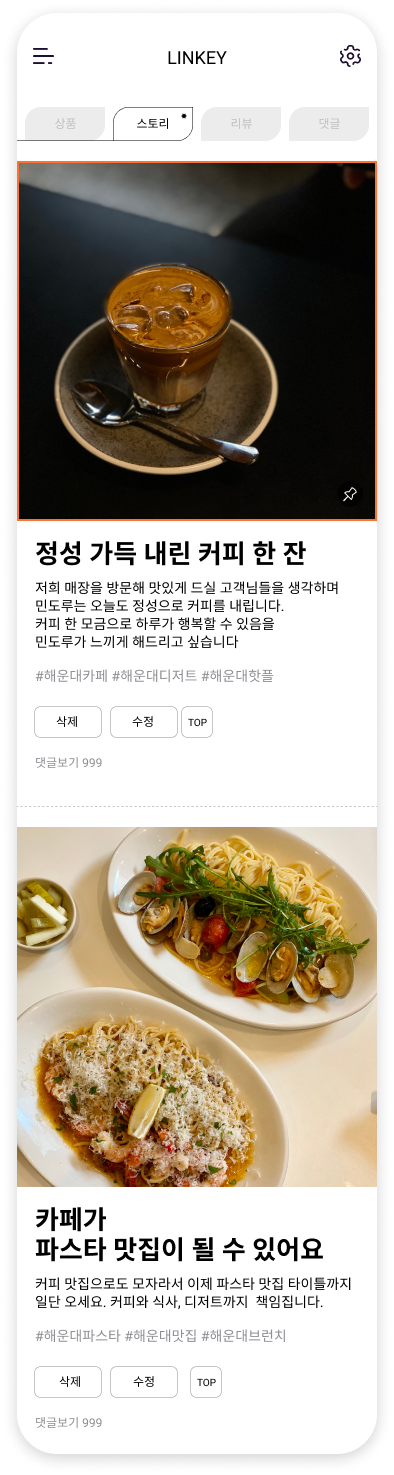 LINKEY
상품 스토리 리뷰 댓글
정성 가득 내린 커피 한 잔
저희 매장을 방문해 맛있게 드실 고객님들을 생각하며
민도루는 오늘도 정성으로 커피를 내립니다.
커피 한 모금으로 하루가 행복할 수 있음을
민도루가 느끼게 해드리고 싶습니다
#해운대카페 #해운대디저트 #해운대핫플
삭제 수정 TOP
댓글보기 999
카페가
파스타 맛집이 될 수 있어요
커피 맛집으로도 모자라서 이제 파스타 맛집 타이틀까지
일단 오세요. 커피와 식사, 디저트까지 책임집니다.
#해운대파스타 #해운대맛집 #해운대브런치
삭제 수정 TOP
댓글보기 999